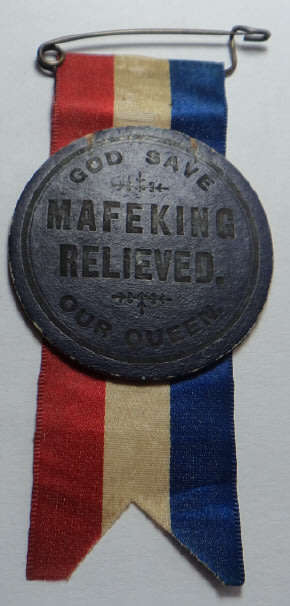 GOD SAVE
MAFEKING
RELIEVED.
OUR QUEEN.